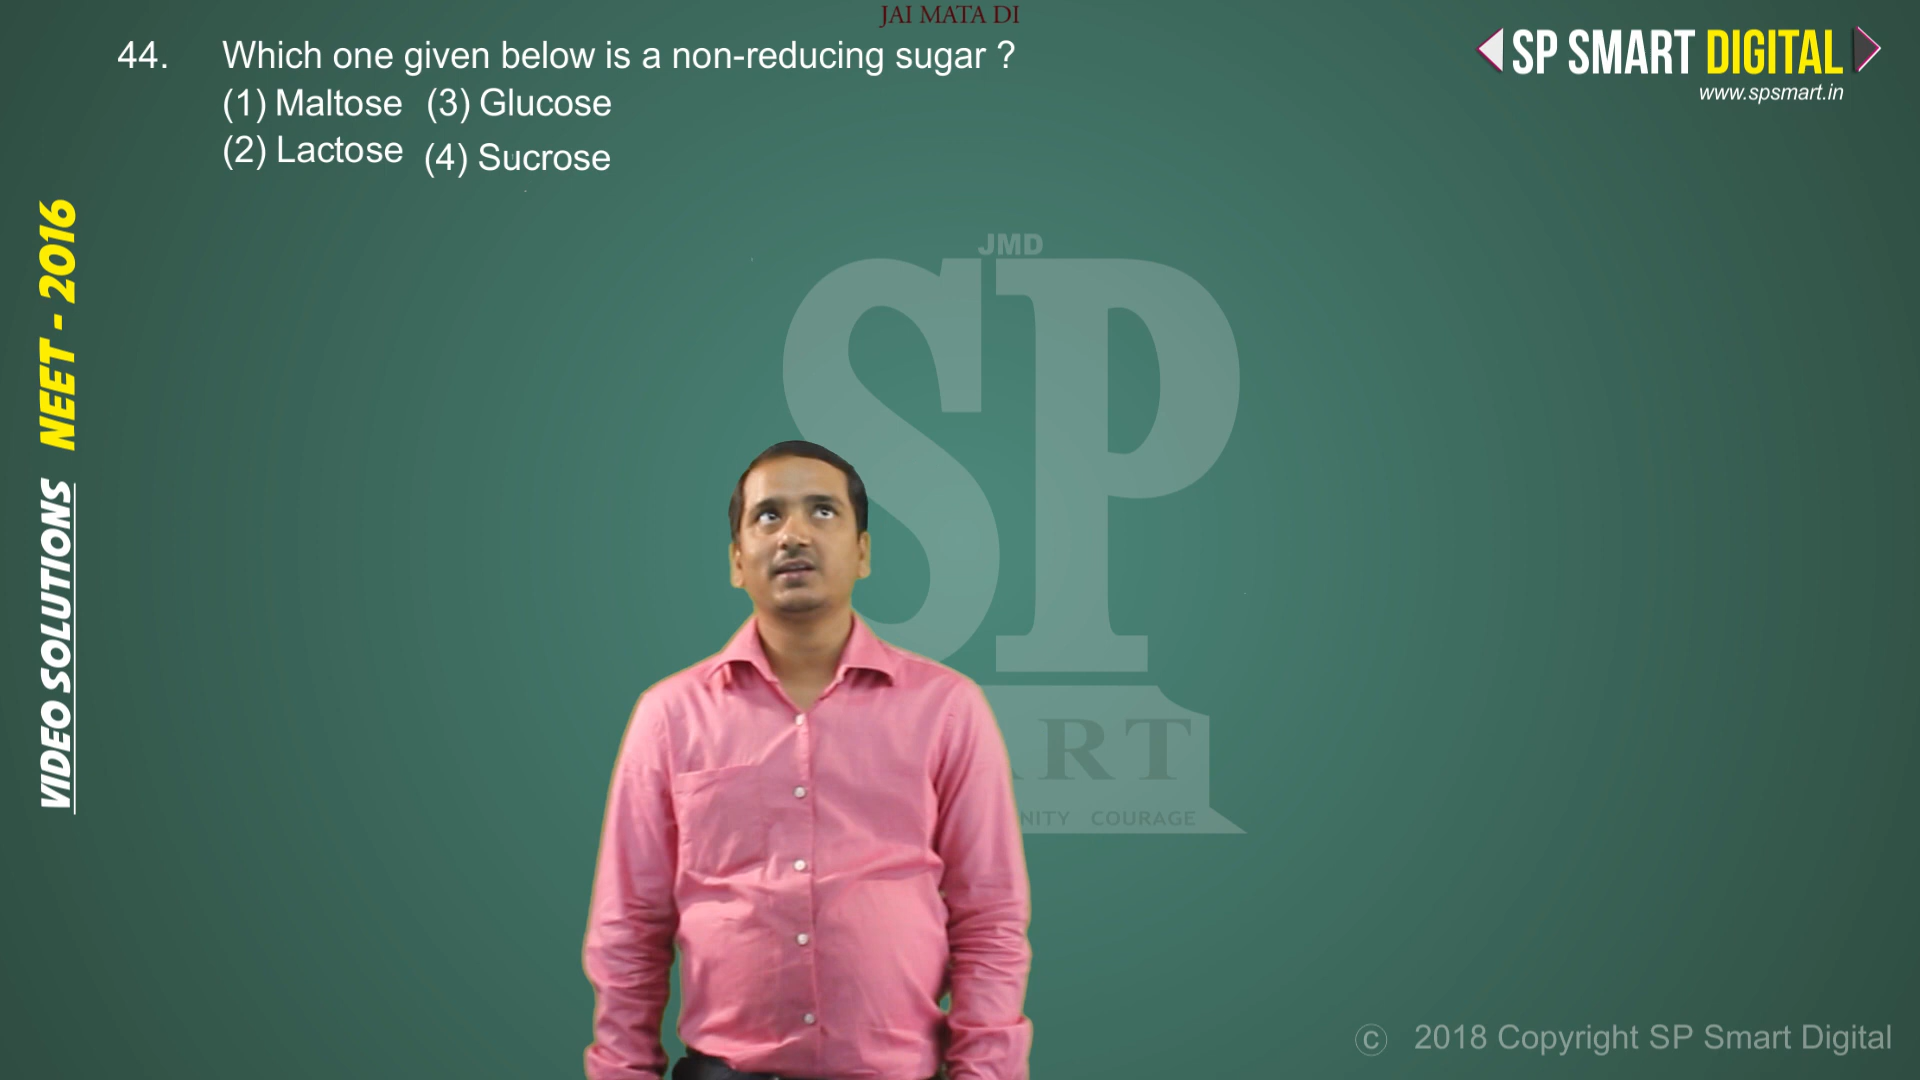 JAI MATA DI
44. Which one given below is a non-reducing sugar ?
(1) Maltose (3) Glucose
(2) Lactose (4) Sucrose
SP SMART DIGITAL
www.spsmart.in
VIDEO SOLUTIONS NEET - 2016
JMD
SP
ART
NITY COURAGE
© 2018 Copyright SP Smart Digital